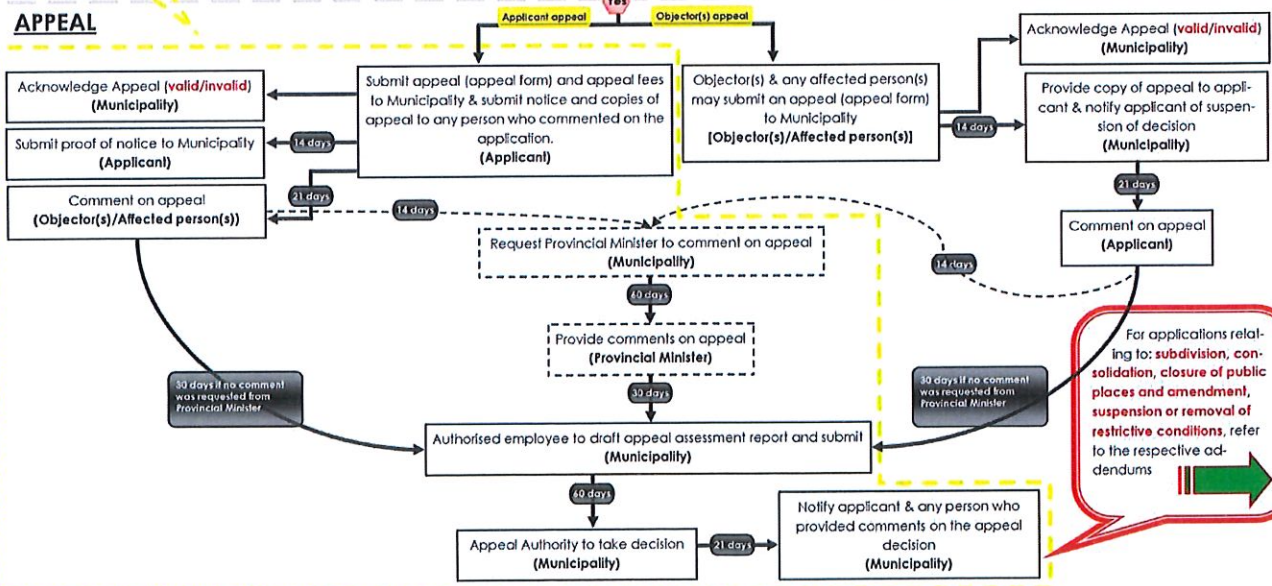 Yes
APPEAL
Applicant appeal
Objector(s) appeal
Acknowledge Appeal (valid/invalid)
(Municipality)
Submit proof of notice to Municipality
(Applicant)
Comment on appeal
(Objector(s)/Affected person(s))
14 days
21 days
Submit appeal (appeal form) and appeal fees
to Municipality & submit notice and copies of
appeal to any person who commented on the
application.
(Applicant)
Objector(s) & any affected person(s)
may submit an appeal (appeal form)
to Municipality
[Objector(s)/Affected person(s)]
14 days
Acknowledge Appeal (valid/invalid)
(Municipality)
Provide copy of appeal to appli-
cant & notify applicant of suspen-
sion of decision
(Municipality)
21 days
Comment on appeal
(Applicant)
14 days
14 days
Request Provincial Minister to comment on appeal
(Municipality)
60 days
Provide comments on appeal
(Provincial Minister)
30 days
30 days if no comment
was requested from
Provincial Minister
30 days if no comment
was requested from
Provincial Minister
Authorised employee to draft appeal assessment report and submit
(Municipality)
60 days
Appeal Authority to take decision
(Municipality)
21 days
Notify applicant & any person who
provided comments on the appeal
decision
(Municipality)
For applications relat-
ing to: subdivision, con-
solidation, closure of public
places and amendment,
suspension or removal of
restrictive conditions, refer
to the respective ad-
dendums